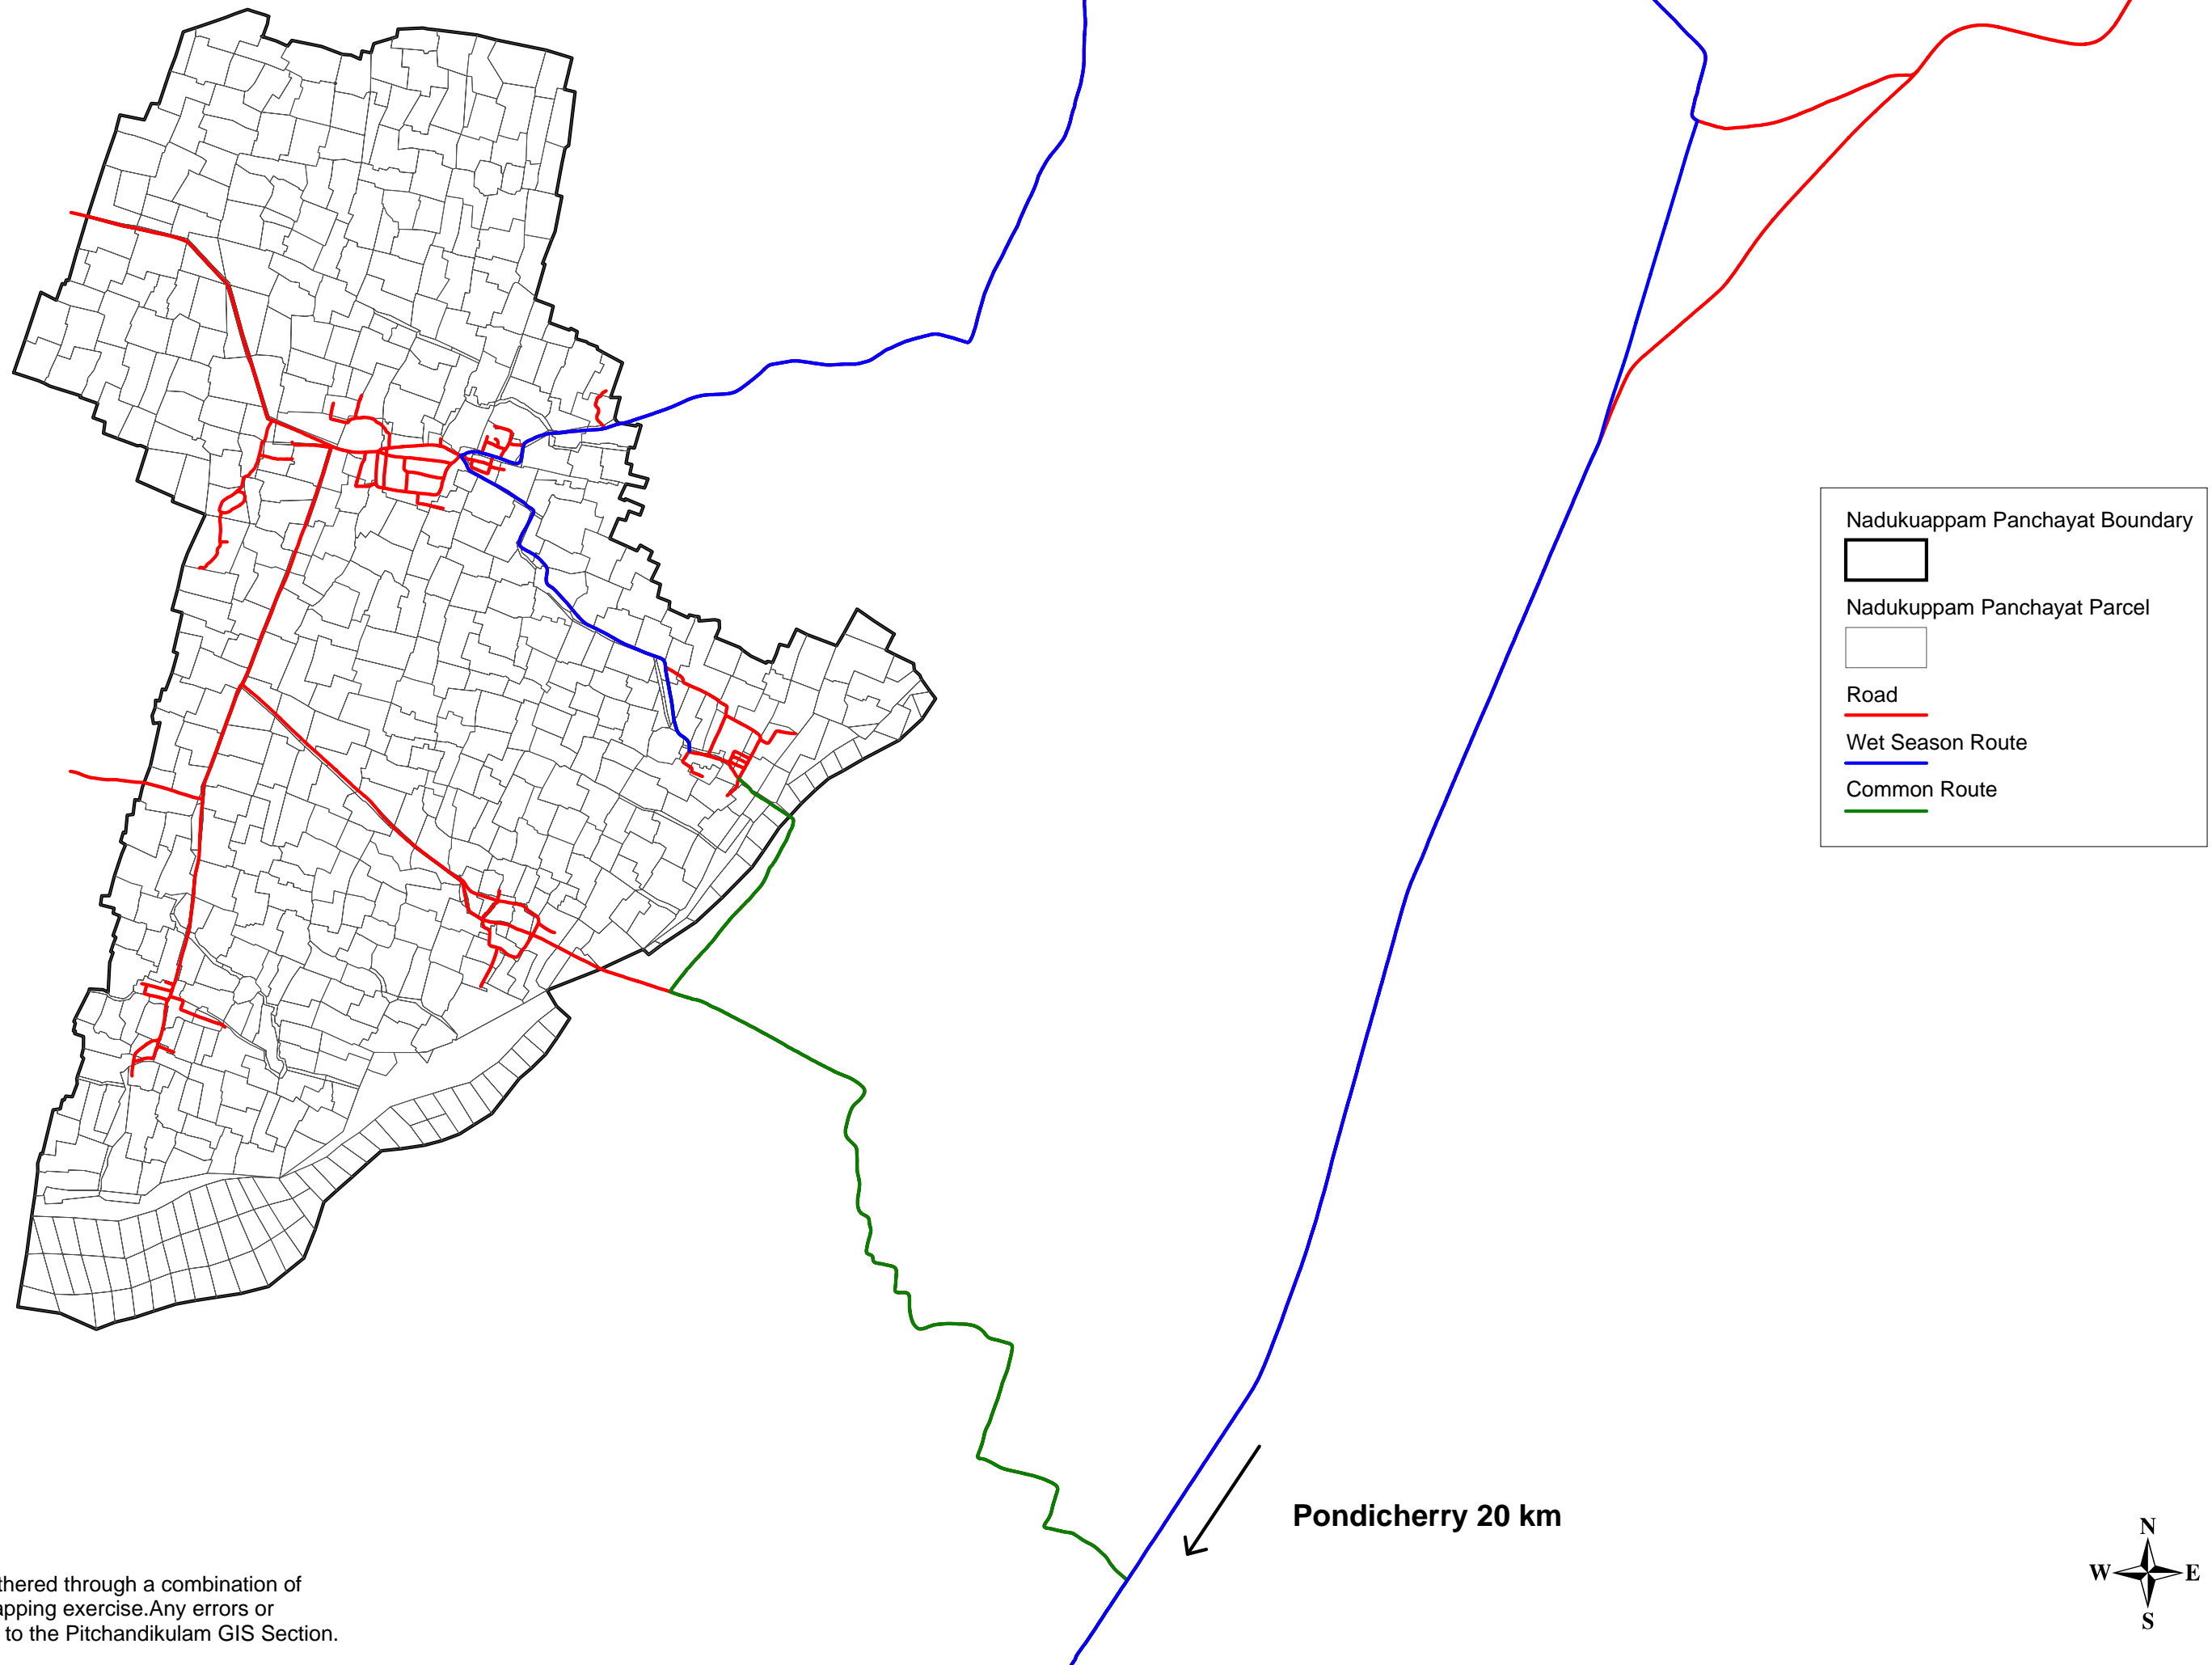 Nadukuappam Panchayat Boundary
Nadukuppam Panchayat Parcel
Road
Wet Season Route
Common Route
Pondicherry 20 km
N
W E
S
thered through a combination of
apping exercise.Any errors or
to the Pitchandikulam GIS Section.